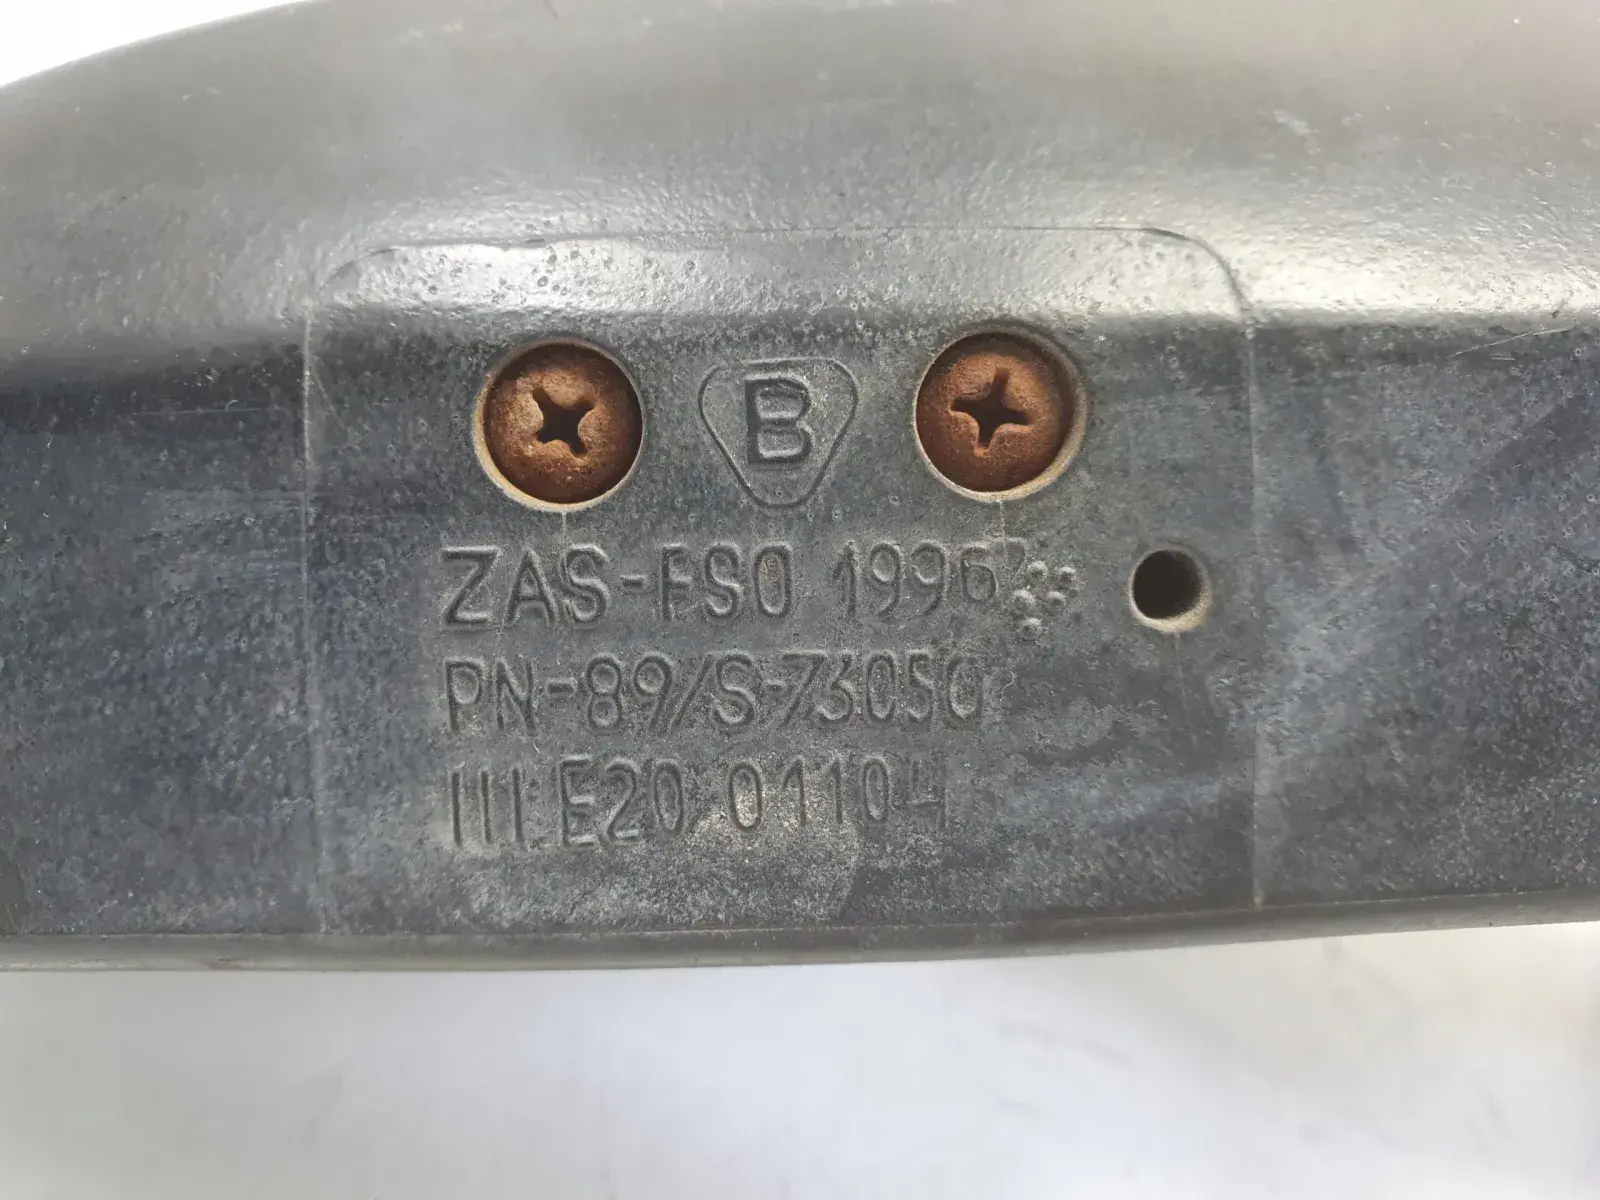 B
ZAS-FSO 1996
PN-89/S-73050
III E20 01104